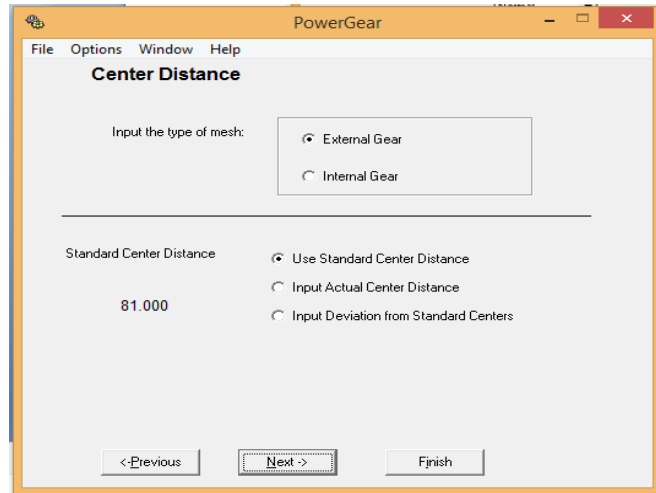 PowerGear
File Options Window Help
Center Distance
Input the type of mesh:
External Gear
Internal Gear
Standard Center Distance
81.000
Use Standard Center Distance
Input Actual Center Distance
Input Deviation from Standard Centers
<-Previous Next -> Finish